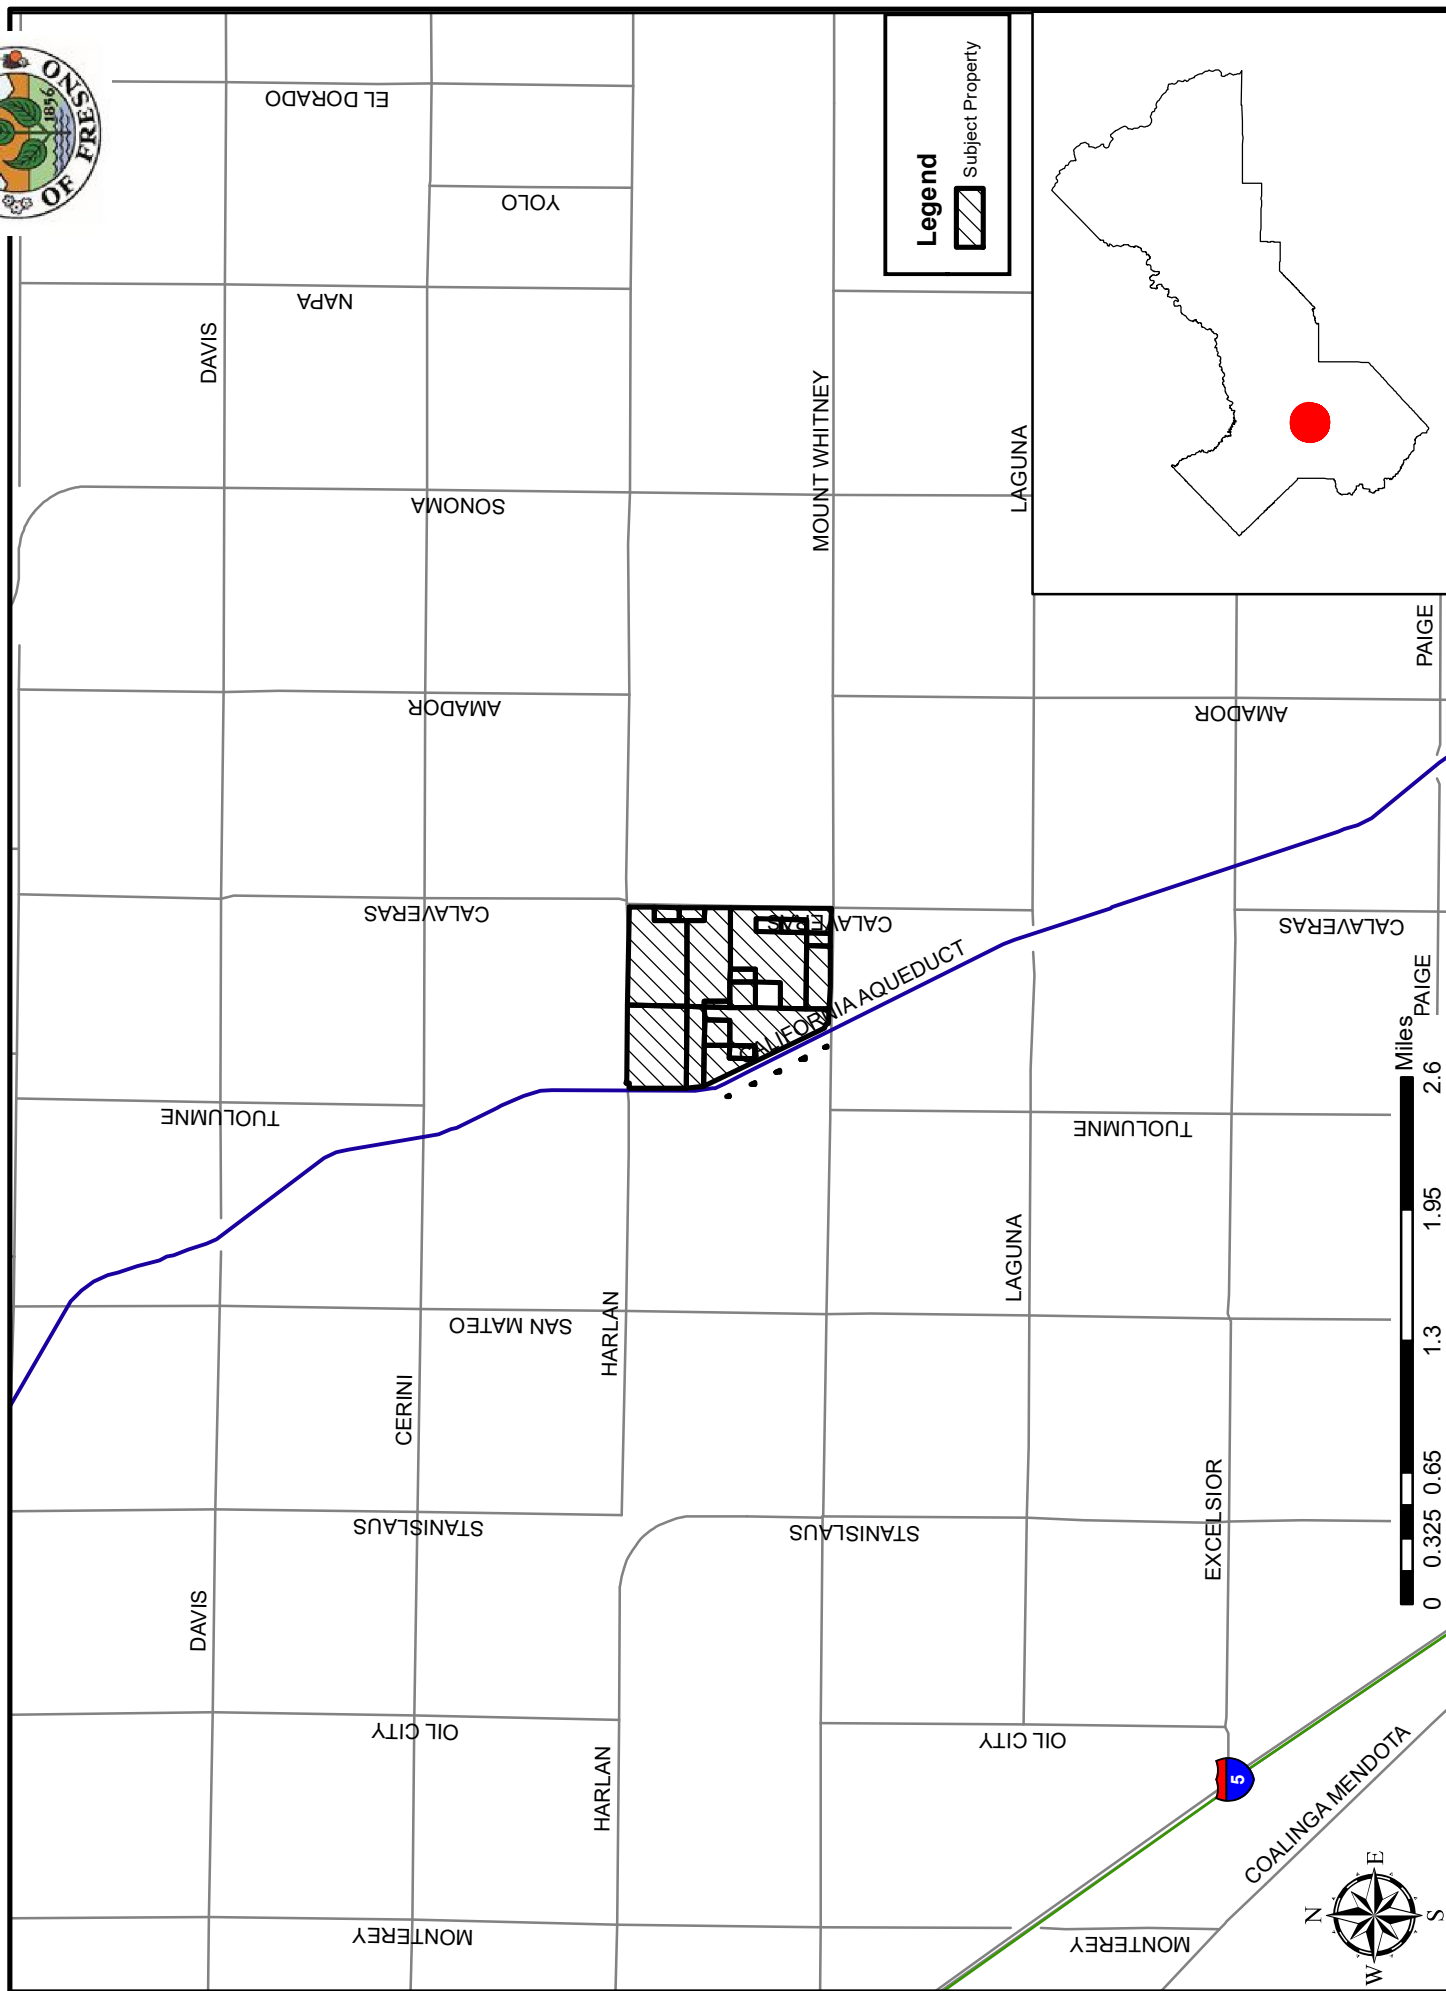 OF FRESNO
1856
EL DORADO
YOLO
NAPA
DAVIS
SONOMA
MOUNT WHITNEY
LAGUNA
AMADOR
AMADOR
PAIGE
CALAVERAS
CALAVERAS
CALAVERAS
CALIFORNIA AQUEDUCT
PAIGE
TUOLUMNE
TUOLUMNE
LAGUNA
SAN MATEO
HARLAN
CERINI
STANISLAUS
STANISLAUS
EXCELSIOR
DAVIS
OIL CITY
OIL CITY
HARLAN
5
COALINGA MENDOTA
MONTEREY
MONTEREY
Legend
Subject Property
Miles
0 0.325 0.65 1.3 1.95 2.6
N
W E
S